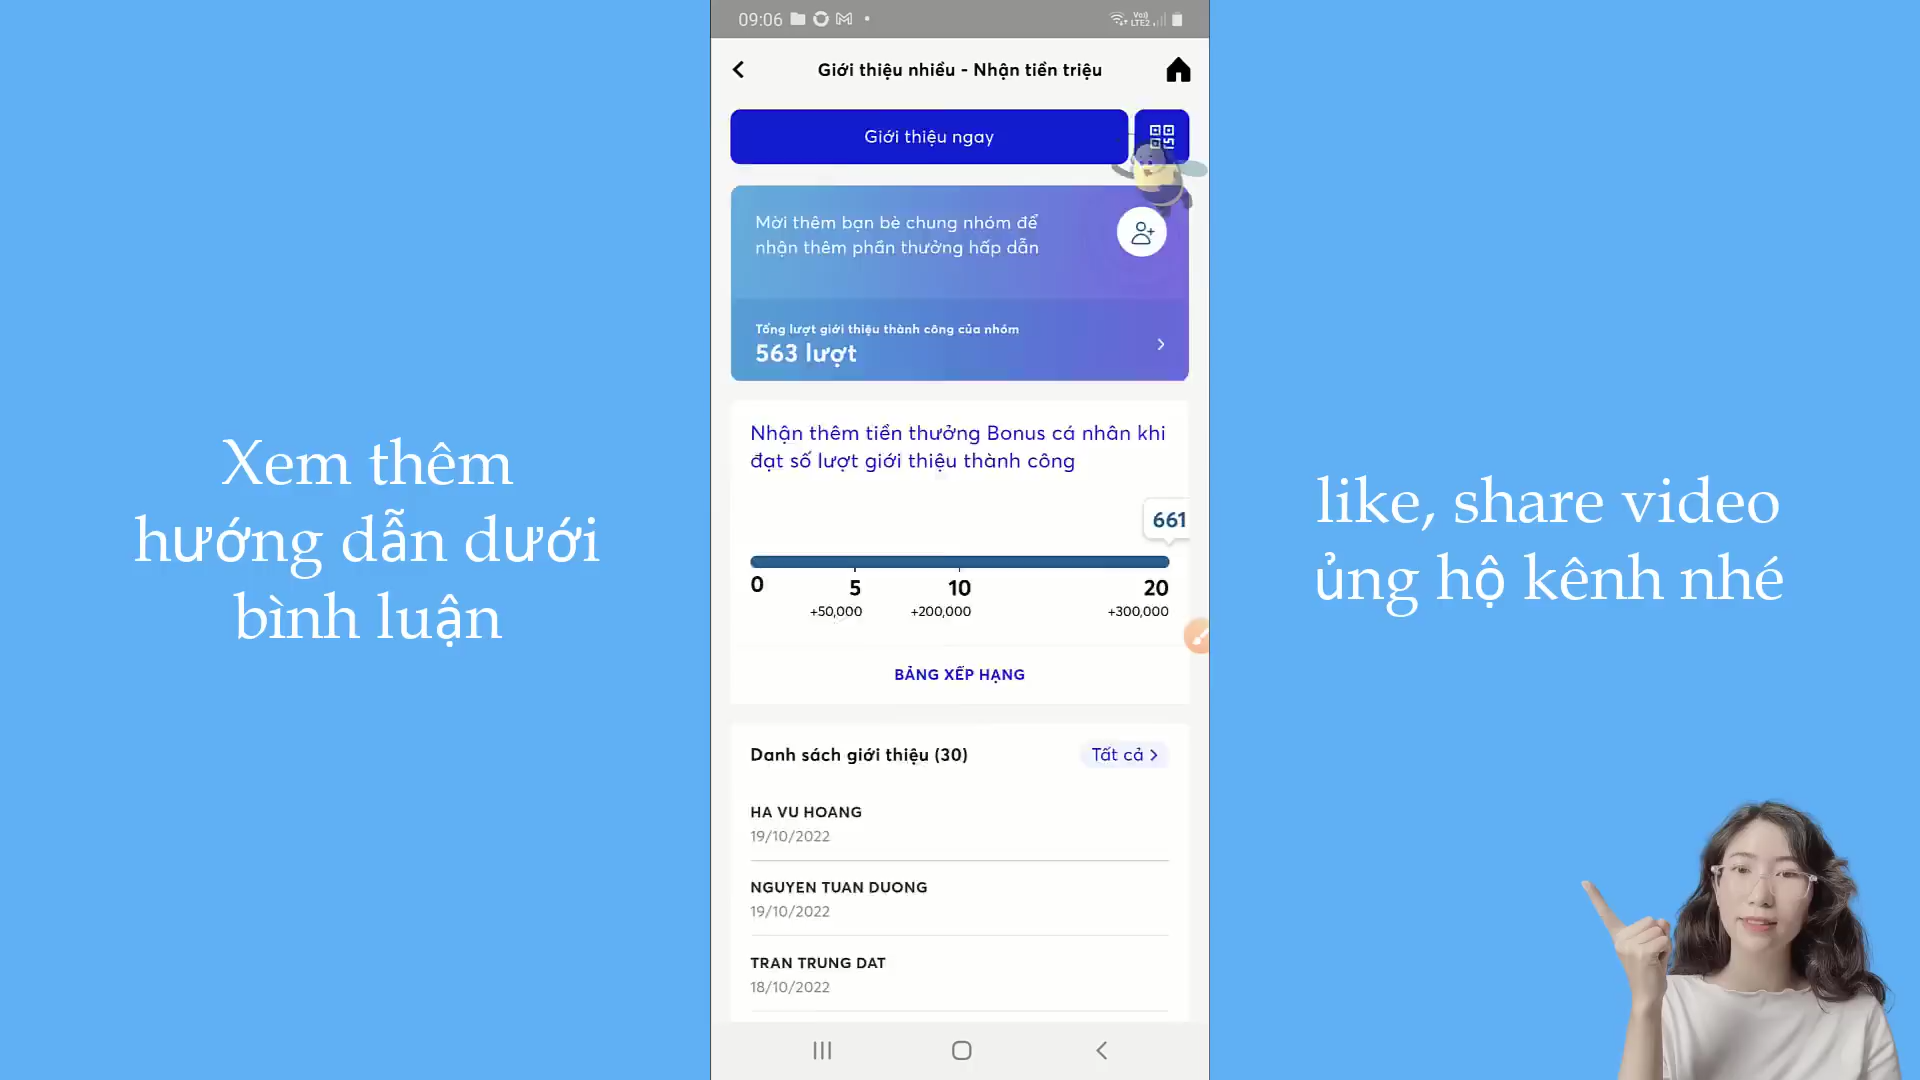 09:06
Vo))
LTE2
Giới thiệu nhiều - Nhận tiền triệu
Giới thiệu ngay
Mời thêm bạn bè chung nhóm để
nhận thêm phần thưởng hấp dẫn
Tổng lượt giới thiệu thành công của nhóm
563 lượt
Nhận thêm tiền thưởng Bonus cá nhân khi
đạt số lượt giới thiệu thành công
661
0 5 10 20
+50,000 +200,000 +300,000
BẢNG XẾP HẠNG
Danh sách giới thiệu (30) Tất cả
HA VU HOANG
19/10/2022
NGUYEN TUAN DUONG
19/10/2022
TRAN TRUNG DAT
18/10/2022
Xem thêm
hướng dẫn dưới
bình luận
like, share video
ủng hộ kênh nhé